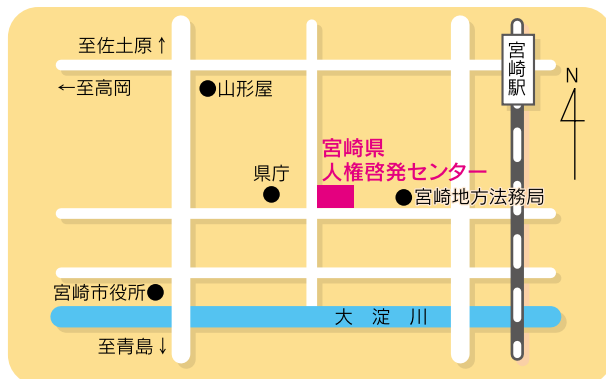 至佐土原↑
宮崎駅
←至高岡
山形屋
N
宮崎県
人権啓発センター
県庁
宮崎地方法務局
宮崎市役所
大淀川
至青島↓